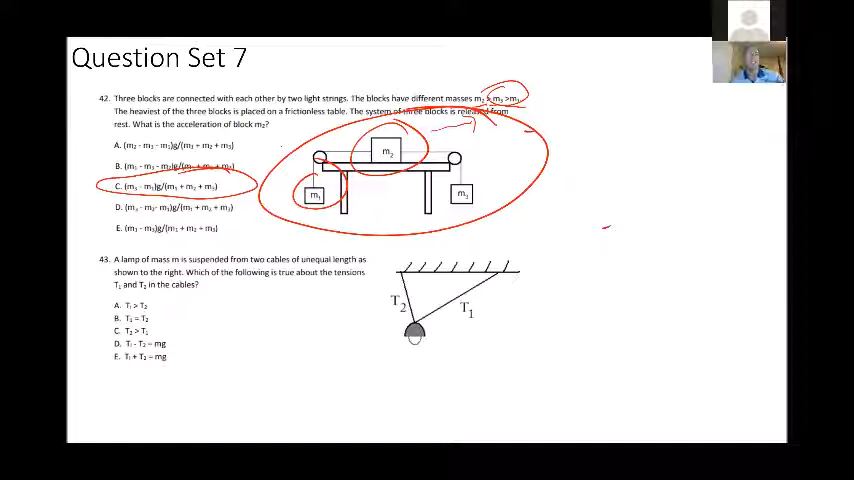 Question Set 7
42. Three blocks are connected with each other by two light strings. The blocks have different masses m₂ > m₃ >m₁.
The heaviest of the three blocks is placed on a frictionless table. The system of three blocks is released from
rest. What is the acceleration of block m₂?
A. (m₂ - m₃ - m₁)g/(m₃ + m₂ + m₁)
B. (m₁ - m₃ - m₂)g/(m₁ + m₂ + m₃)
C. (m₃ - m₁)g/(m₁ + m₂ + m₃)
D. (m₃ - m₂- m₁)g/(m₁ + m₂ + m₃)
E. (m₁ - m₃)g/(m₁ + m₂ + m₃)
m₂
m₁
m₃
43. A lamp of mass m is suspended from two cables of unequal length as
shown to the right. Which of the following is true about the tensions
T₁ and T₂ in the cables?
A. T₁ > T₂
B. T₁ = T₂
C. T₂ > T₁
D. T₁ - T₂ = mg
E. T₁ + T₂ = mg
T₂
T₁